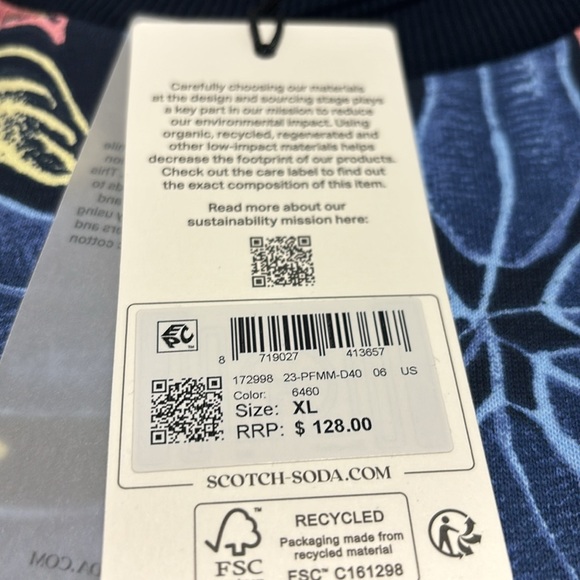 Carefully choosing our materials
at the design and sourcing stage plays
a key part in our mission to reduce
our environmental impact. Using
organic, recycled, regenerated and
other low-impact materials helps
decrease the footprint of our products.
Check out the care label to find out
the exact composition of this item.
Read more about our
sustainability mission here:
EPC
8 719027 413657
172998 23-PFMM-D40 06 US
Color: 6460
Size: XL
RRP: $ 128.00
SCOTCH-SODA.COM
FSC
RECYCLED
Packaging made from
recycled material
FSC™ C161298